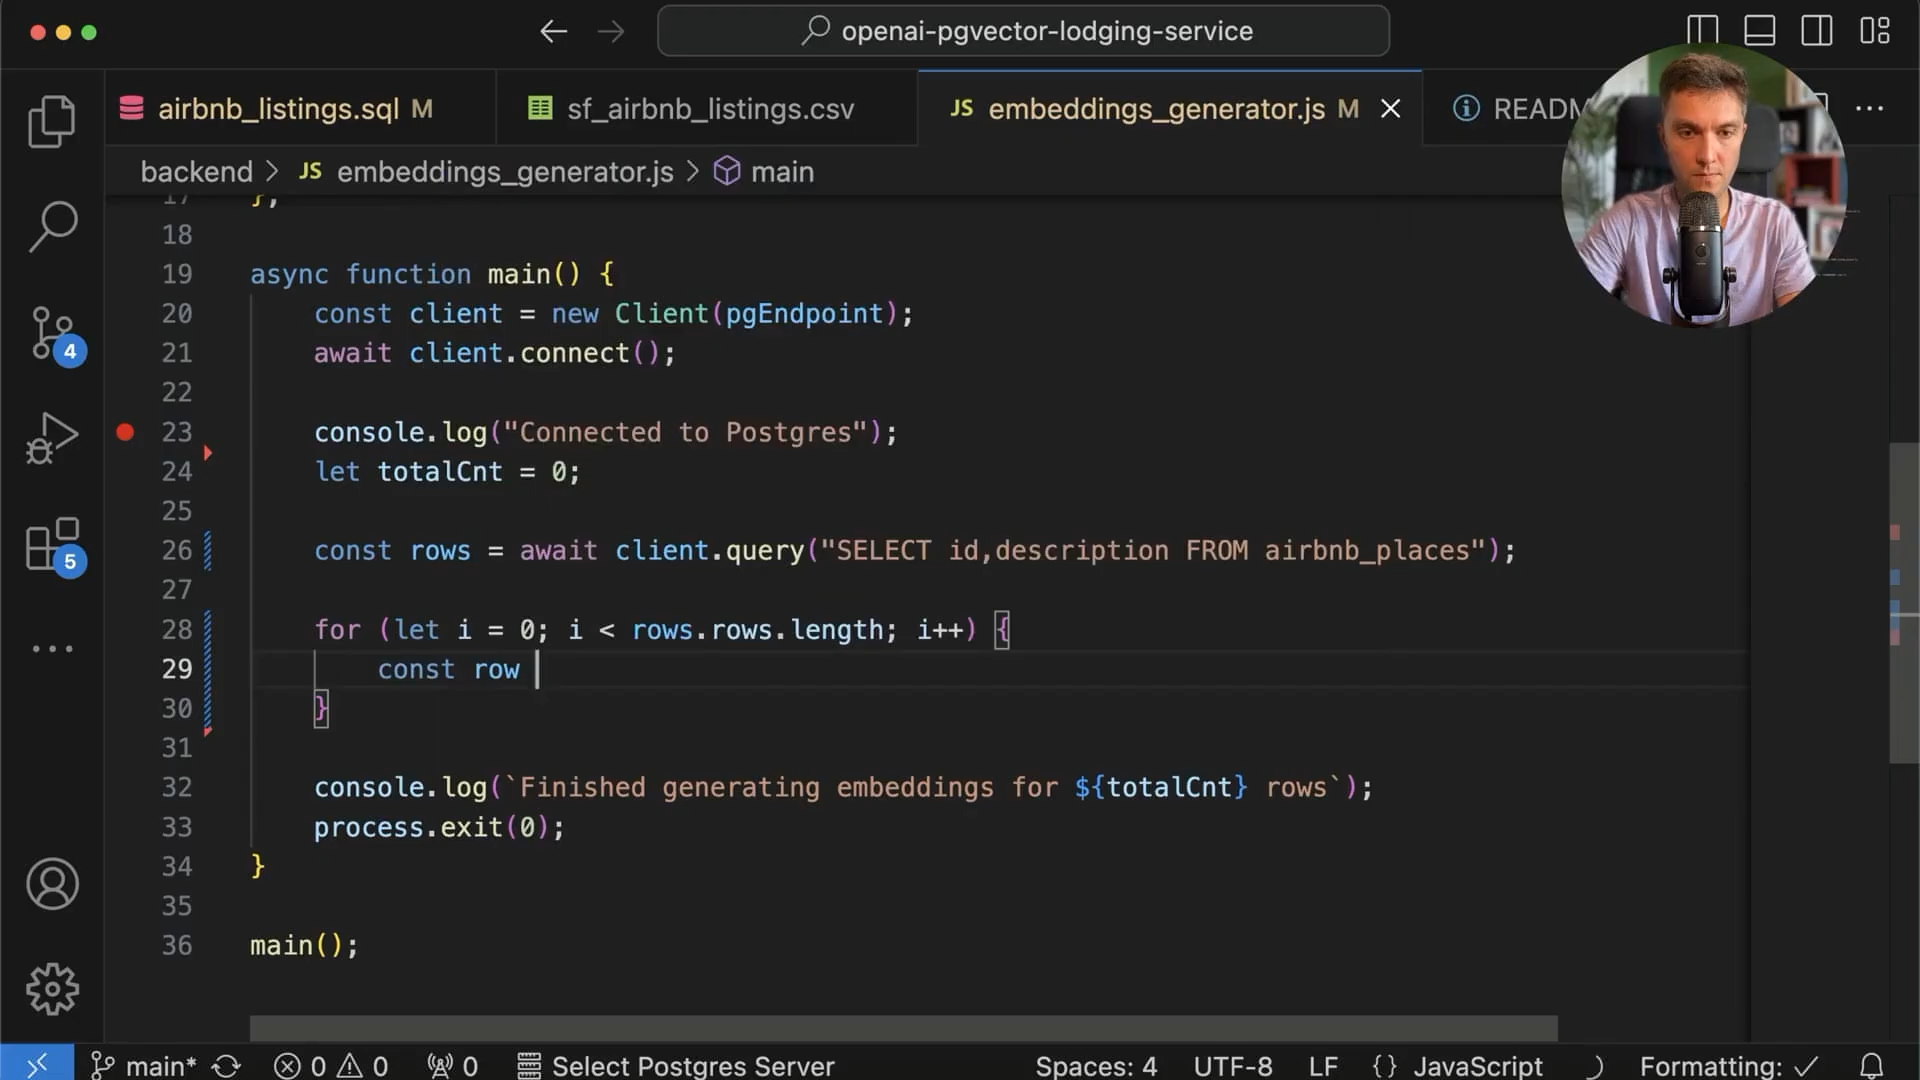 openai-pgvector-lodging-service
airbnb_listings.sql M
sf_airbnb_listings.csv
JS embeddings_generator.js M
backend > JS embeddings_generator.js > main
17 },
18
19 async function main() {
20 const client = new Client(pgEndpoint);
21 await client.connect();
22
23 console.log("Connected to Postgres");
24 let totalCnt = 0;
25
26 const rows = await client.query("SELECT id,description FROM airbnb_places");
27
28 for (let i = 0; i < rows.rows.length; i++) {
29 const row
30 }
31
32 console.log(`Finished generating embeddings for ${totalCnt} rows`);
33 process.exit(0);
34 }
35
36 main();
4
5
main* 0 0 0 Select Postgres Server Spaces: 4 UTF-8 LF {} JavaScript Formatting: ✓